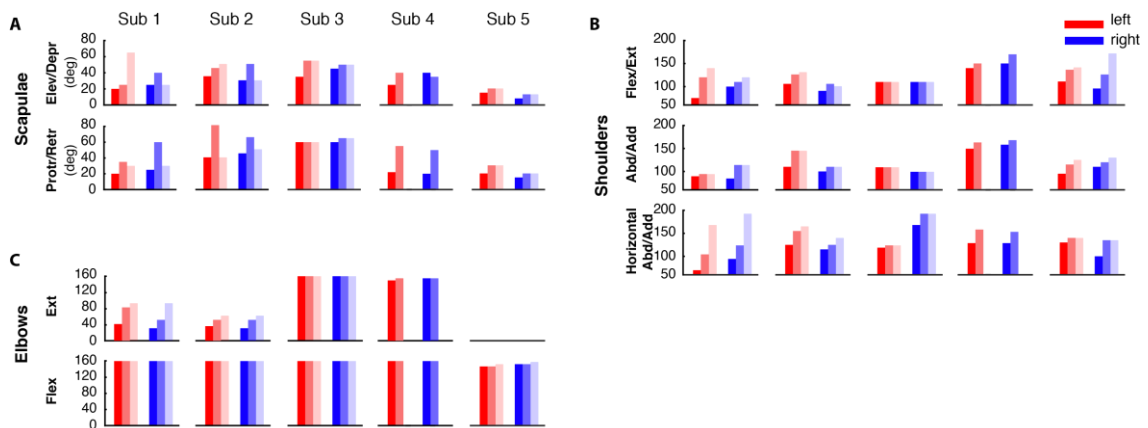 A
Sub 1 Sub 2 Sub 3 Sub 4 Sub 5
Scapulae
Elev/Depr
(deg)
80
60
40
20
0
Protr/Retr
(deg)
80
60
40
20
0
B
left
right
Shoulders
Flex/Ext
200
150
100
50
Abd/Add
200
150
100
50
Horizontal
Abd/Add
200
150
100
50
C
Elbows
Ext
160
120
80
40
0
Flex
160
120
80
40
0